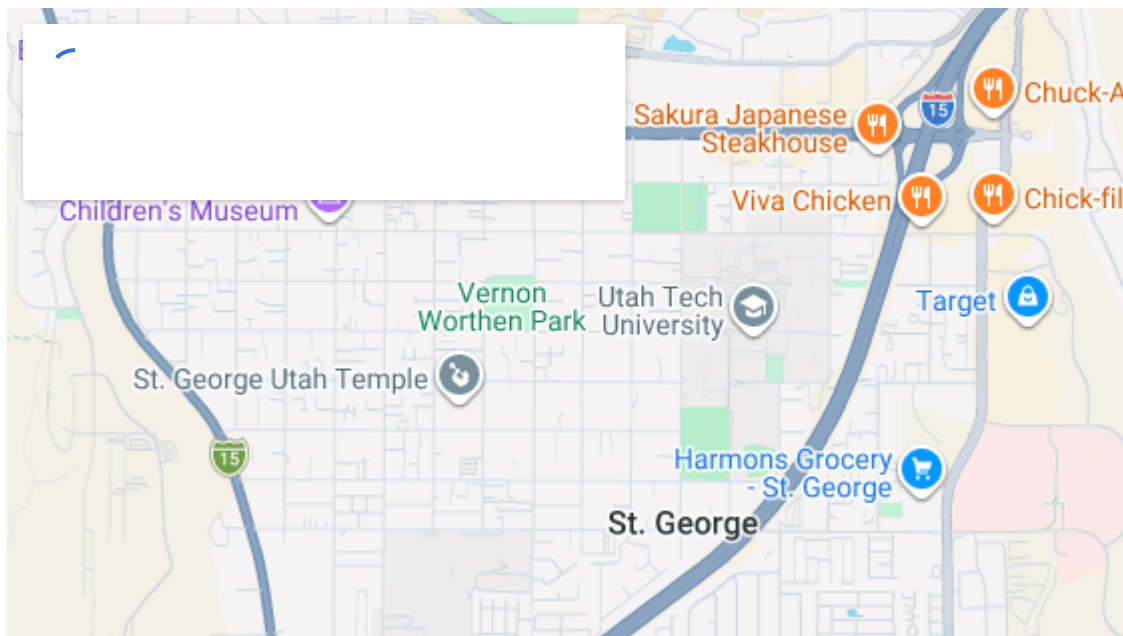 Sakura Japanese
Steakhouse
15
Chuck-A
Viva Chicken
Chick-fil
Children's Museum
Vernon
Worthen Park
Utah Tech
University
Target
St. George Utah Temple
15
Harmons Grocery
- St. George
St. George